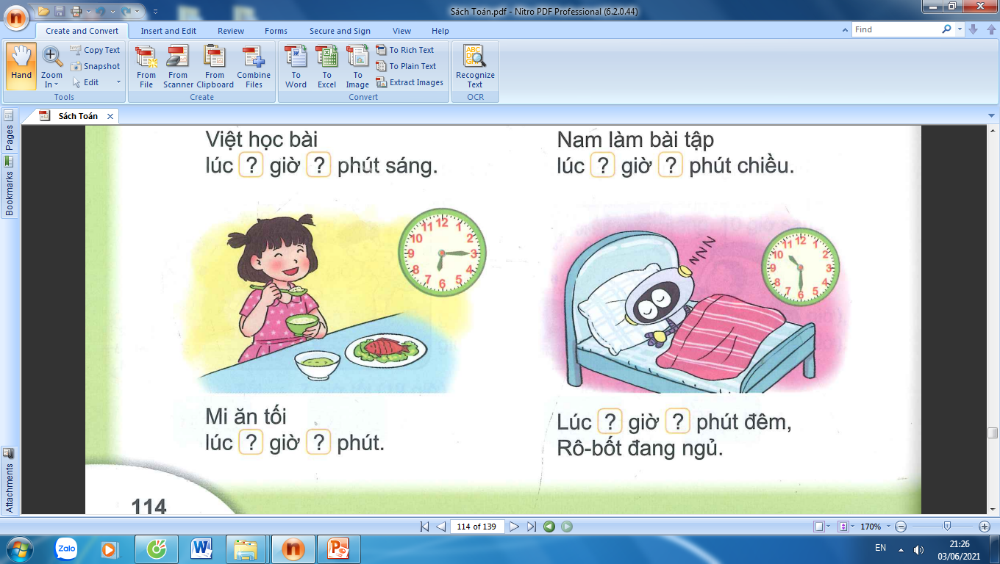 Sách Toán.pdf - Nitro PDF Professional (6.2.0.44)
Create and Convert Insert and Edit Review Forms Secure and Sign View Help Find
Hand
Zoom In
Copy Text
Snapshot
Edit
Tools
From File
From Scanner
From Clipboard
Combine Files
Create
To Word
To Excel
To Image
To Rich Text
To Plain Text
Extract Images
Convert
Recognize Text
OCR
Sách Toán
Pages
Bookmarks
Attachments
Việt học bài
lúc ? giờ ? phút sáng.
Nam làm bài tập
lúc ? giờ ? phút chiều.
12 1 2 3 4 5 6 7 8 9 10 11
NNN
12 1 2 3 4 5 6 7 8 9 10 11
Mi ăn tối
lúc ? giờ ? phút.
Lúc ? giờ ? phút đêm,
Rô-bốt đang ngủ.
114
114 of 139
170%
Zalo
EN
21:26
03/06/2021